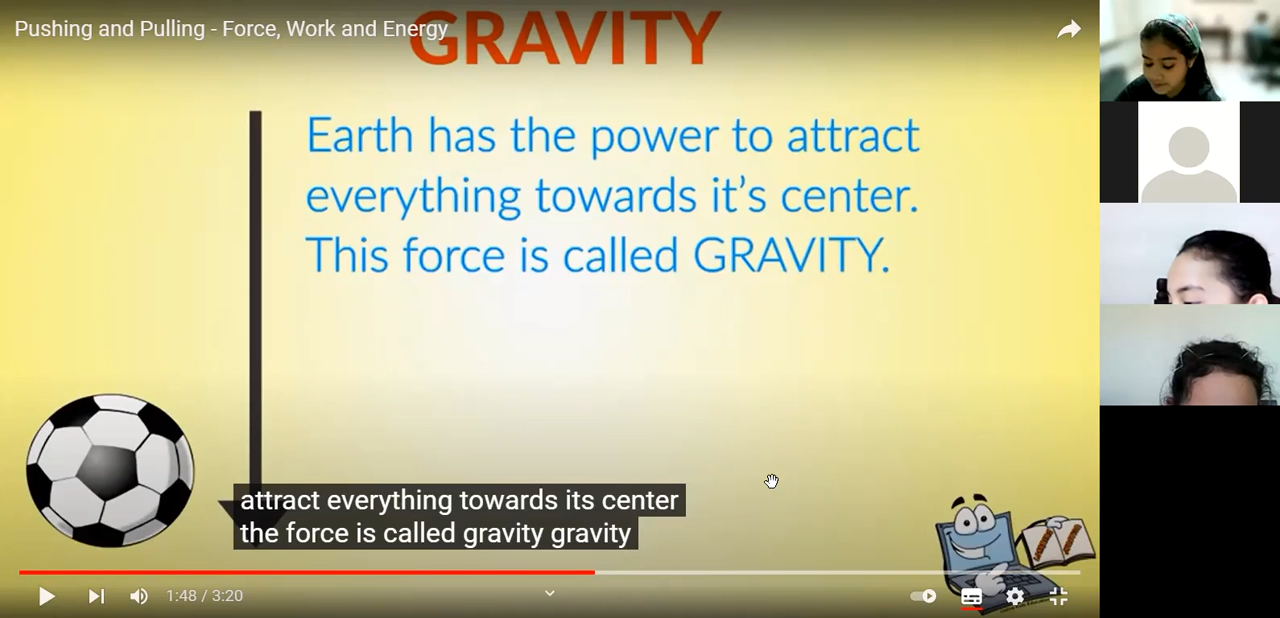 GRAVITY
Pushing and Pulling - Force, Work and Energy
Earth has the power to attract
everything towards it's center.
This force is called GRAVITY.
attract everything towards its center
the force is called gravity gravity
1:48 / 3:20